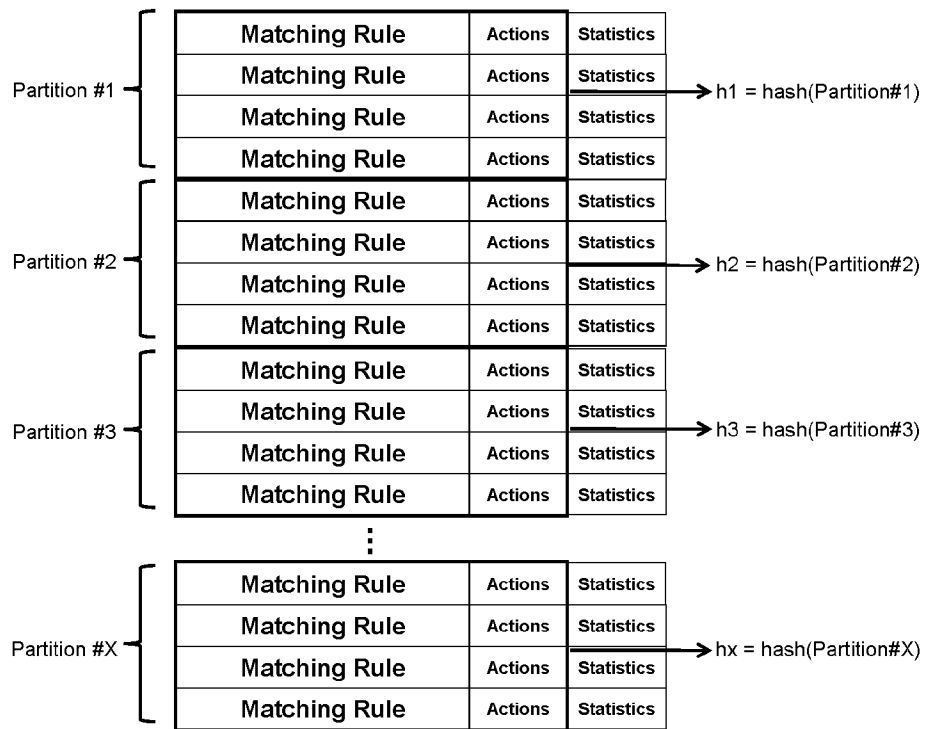 Matching Rule Actions Statistics
Matching Rule Actions Statistics
Partition #1
h1 = hash(Partition#1)
Matching Rule Actions Statistics
Matching Rule Actions Statistics
Matching Rule Actions Statistics
Matching Rule Actions Statistics
Partition #2
h2 = hash(Partition#2)
Matching Rule Actions Statistics
Matching Rule Actions Statistics
Matching Rule Actions Statistics
Matching Rule Actions Statistics
Partition #3
h3 = hash(Partition#3)
Matching Rule Actions Statistics
Matching Rule Actions Statistics
Matching Rule Actions Statistics
Matching Rule Actions Statistics
Partition #X
hx = hash(Partition#X)
Matching Rule Actions Statistics
Matching Rule Actions Statistics